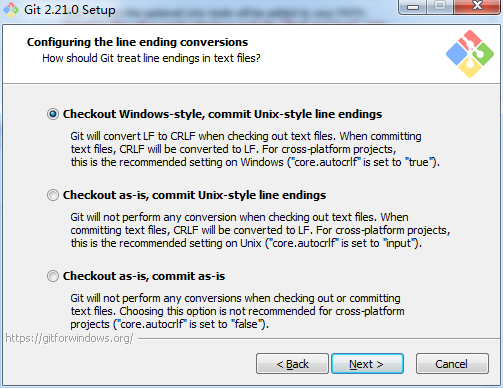 Git 2.21.0 Setup
Configuring the line ending conversions
How should Git treat line endings in text files?
Checkout Windows-style, commit Unix-style line endings
Git will convert LF to CRLF when checking out text files. When committing
text files, CRLF will be converted to LF. For cross-platform projects,
this is the recommended setting on Windows ("core.autocrlf" is set to "true").
Checkout as-is, commit Unix-style line endings
Git will not perform any conversion when checking out text files. When
committing text files, CRLF will be converted to LF. For cross-platform projects,
this is the recommended setting on Unix ("core.autocrlf" is set to "input").
Checkout as-is, commit as-is
Git will not perform any conversions when checking out or committing
text files. Choosing this option is not recommended for cross-platform
projects ("core.autocrlf" is set to "false").
https://gitforwindows.org/
< Back
Next >
Cancel